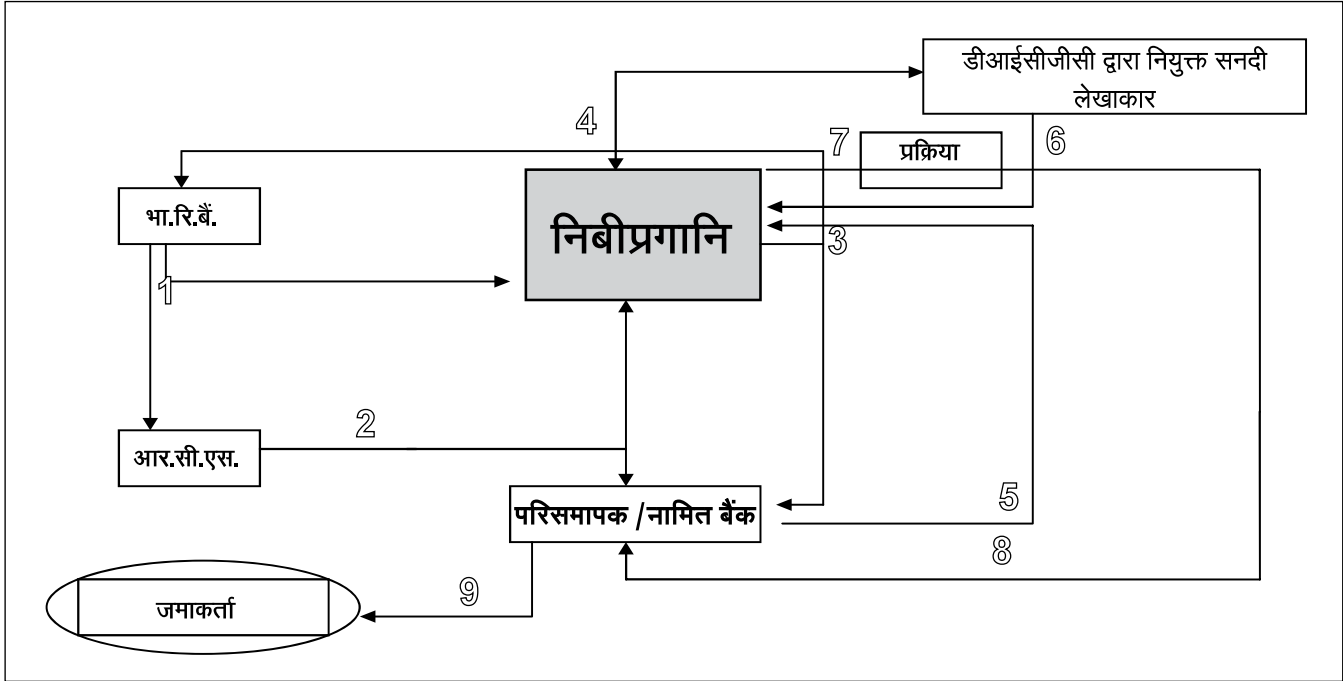 डीआईसीजीसी द्वारा नियुक्त सनदी
लेखाकार
4
7
प्रक्रिया
6
भा.रि.बैं.
निबीप्रगानि
3
1
2
आर.सी.एस.
परिसमापक /नामित बैंक
5
8
9
जमाकर्ता